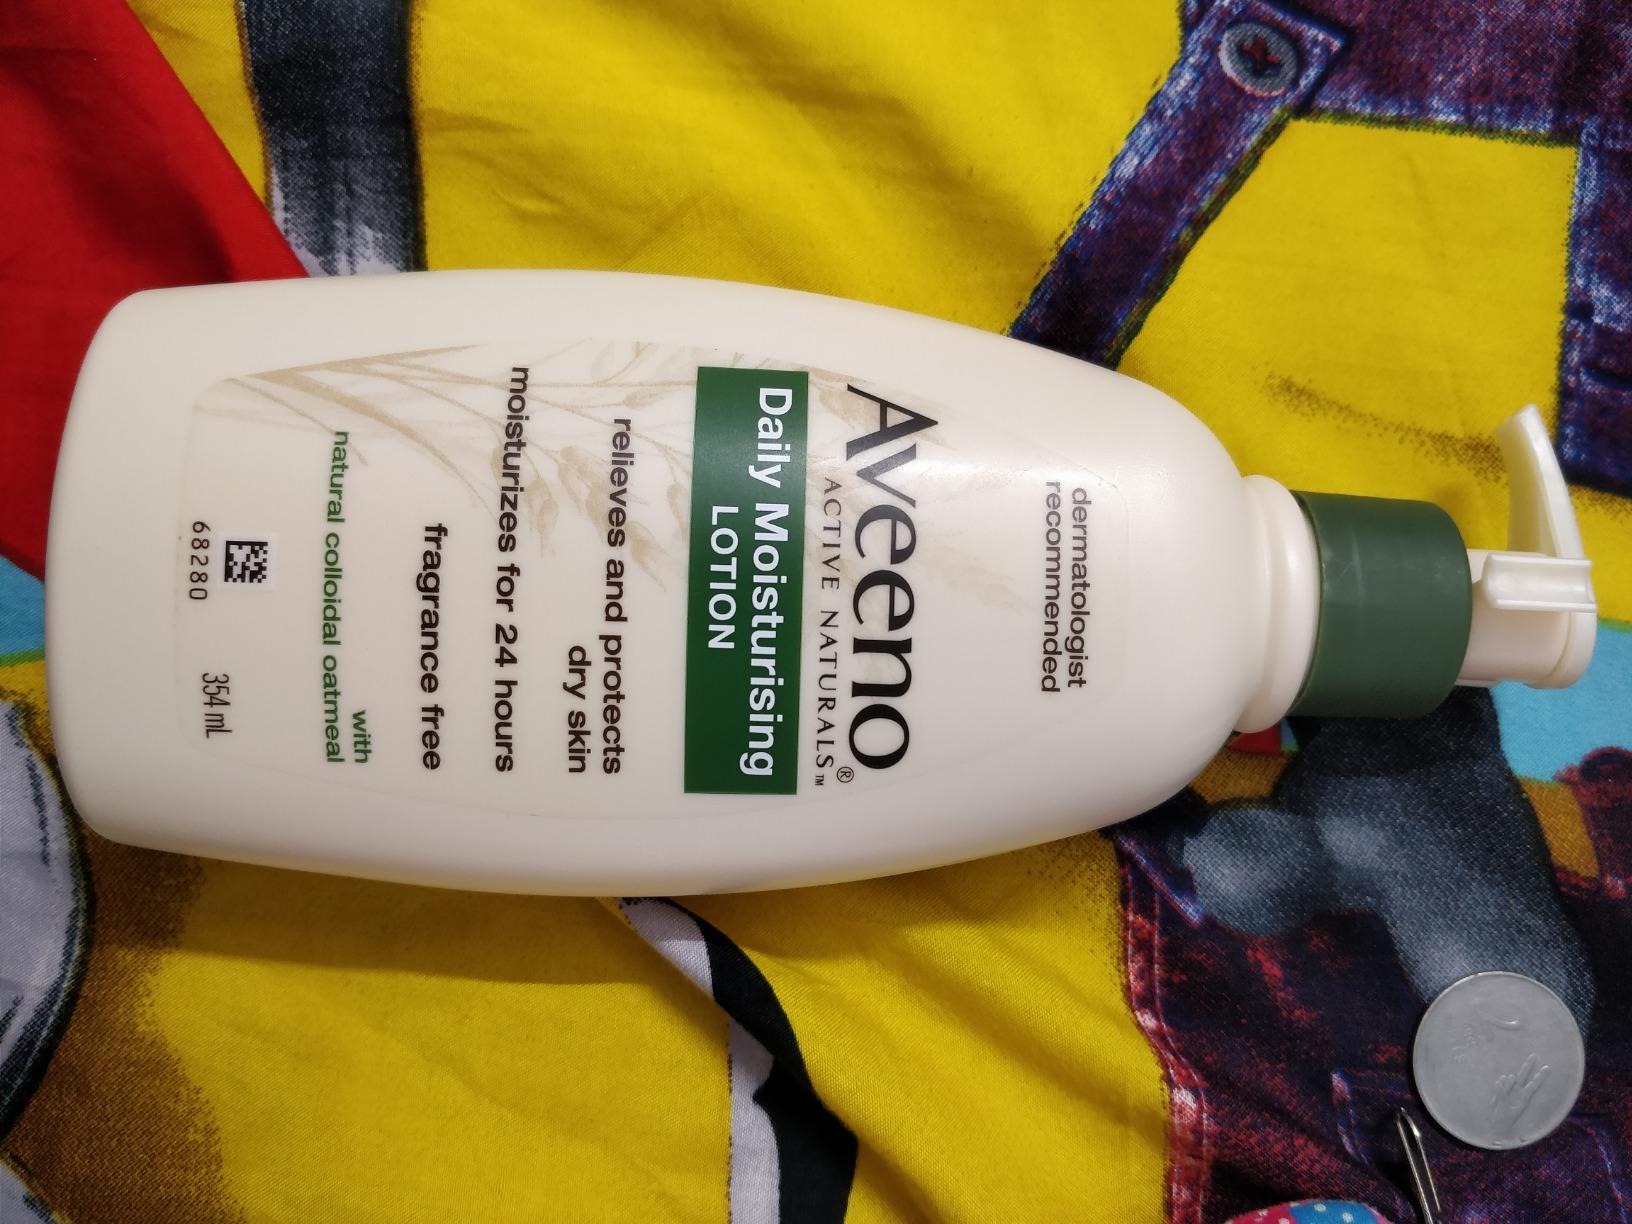 dermatologist
recommended
Aveeno®
ACTIVE NATURALS™
Daily Moisturising
LOTION
relieves and protects
dry skin
moisturizes for 24 hours
fragrance free
with
natural colloidal oatmeal
68280
354 mL